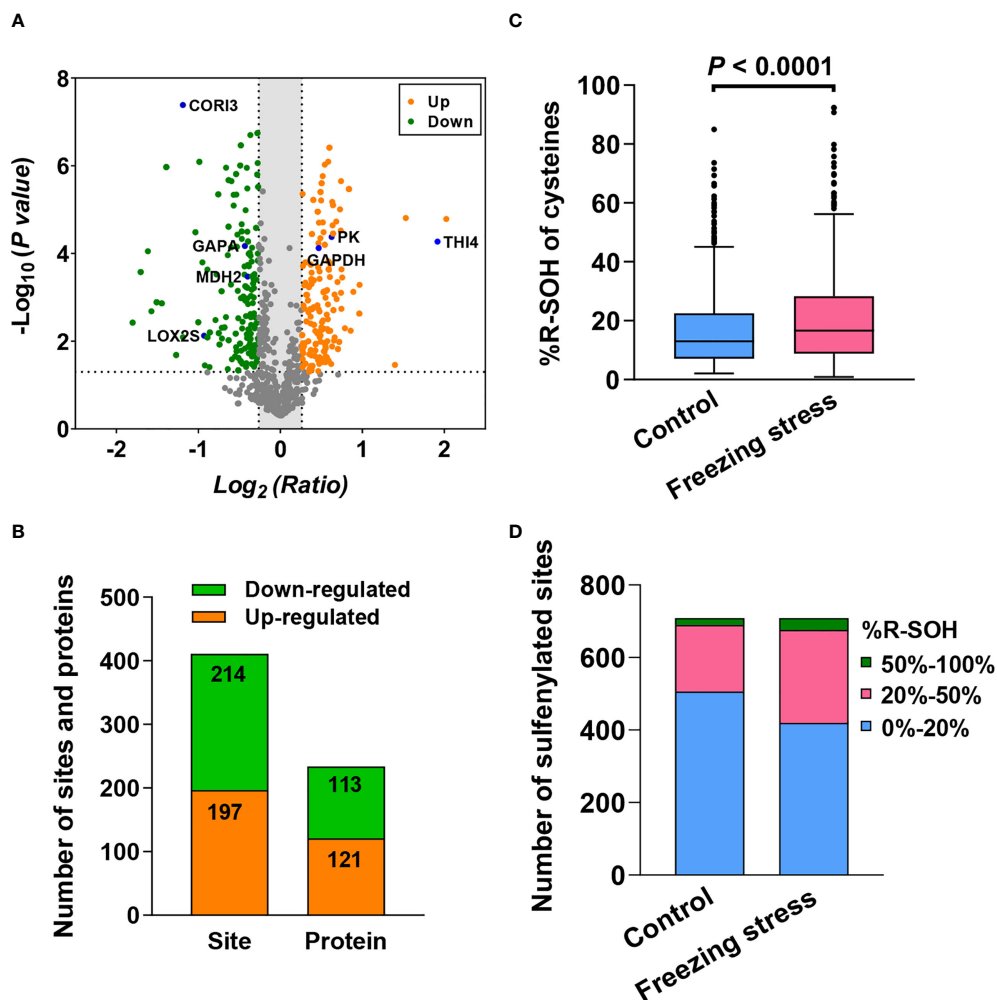 A
-Log10 (P value)
8
6
4
2
0
Up
Down
CORI3
GAPA
MDH2
LOX2S
PK
GAPDH
THI4
-2 -1 0 1 2
Log2 (Ratio)
C
P < 0.0001
%R-SOH of cysteines
100
80
60
40
20
0
Control
Freezing stress
B
Number of sites and proteins
500
400
300
200
100
0
Down-regulated
Up-regulated
214
197
113
121
Site Protein
D
Number of sulfenylated sites
800
600
400
200
0
%R-SOH
50%-100%
20%-50%
0%-20%
Control
Freezing stress